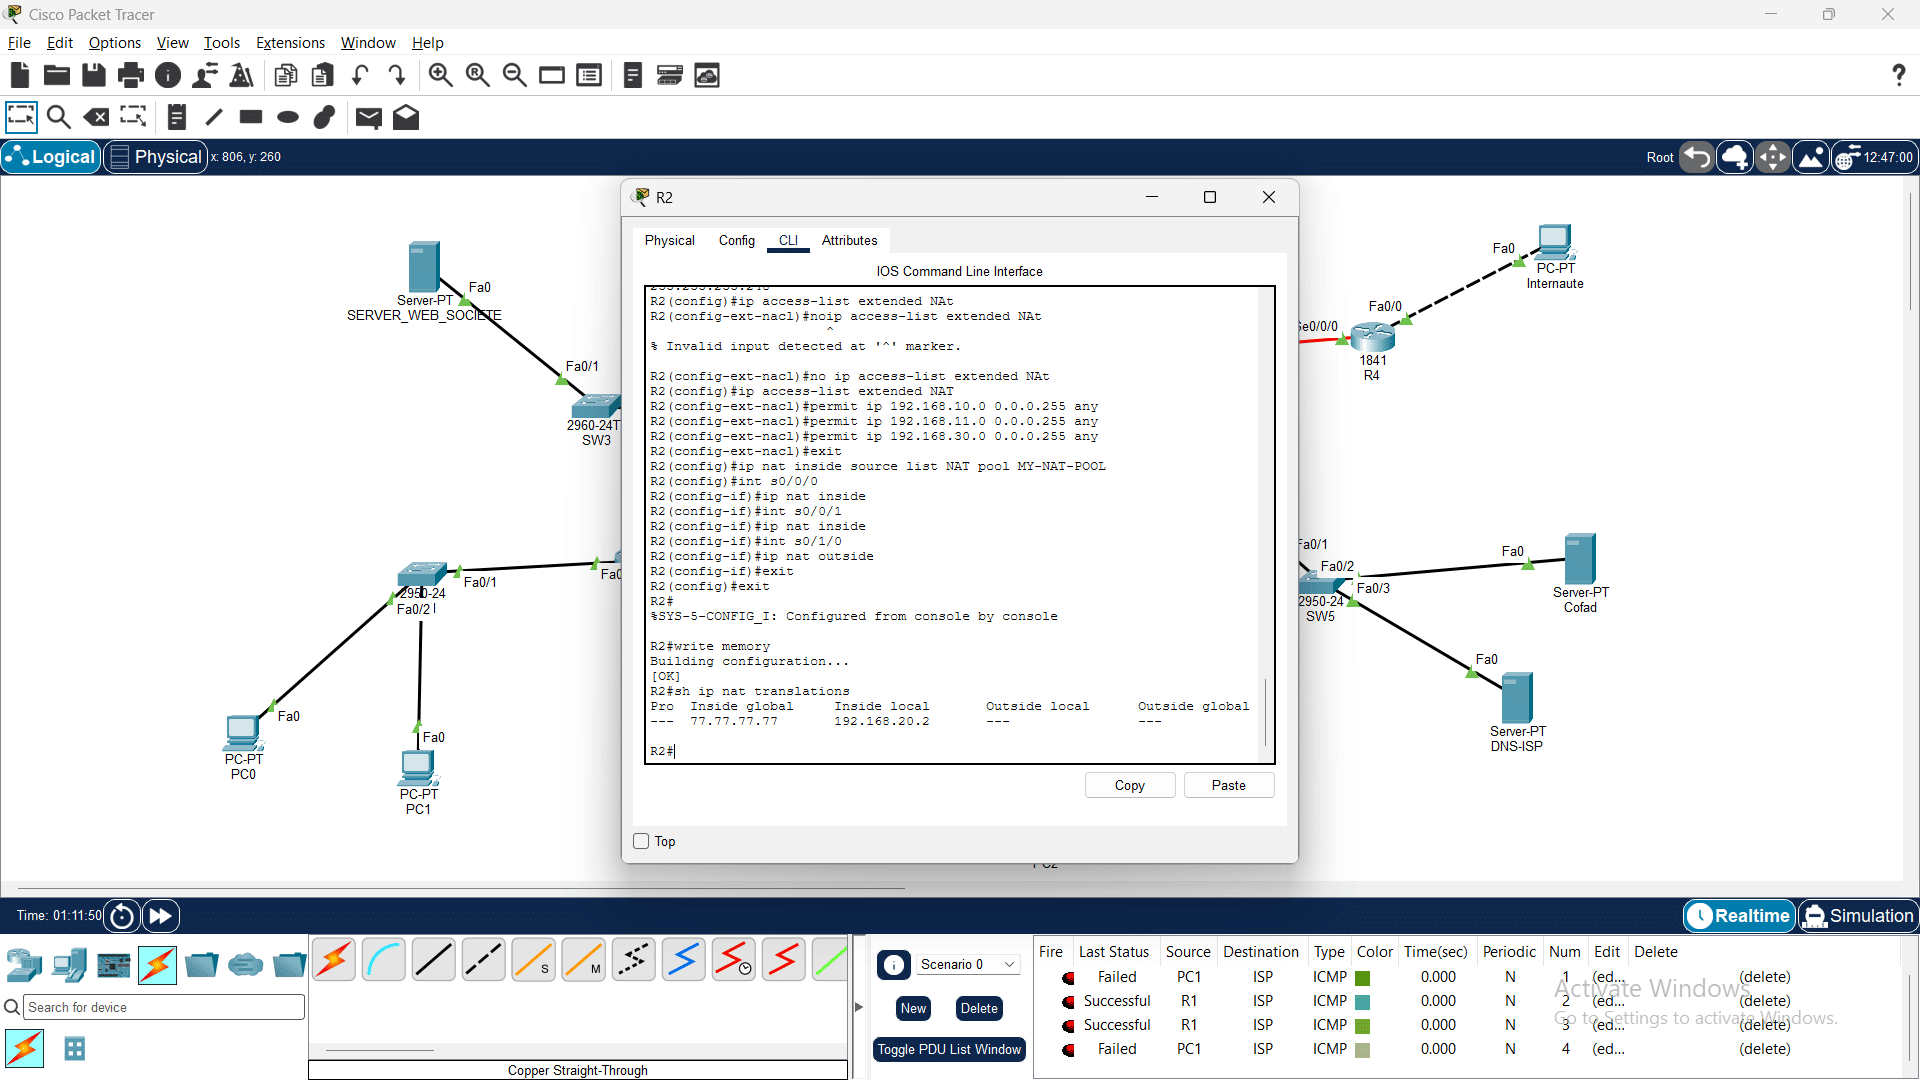 Cisco Packet Tracer
File Edit Options View Tools Extensions Window Help
Logical Physical x: 806, y: 260 Root 12:47:00
R2
Physical Config CLI Attributes
IOS Command Line Interface
R2(config)#ip access-list extended NAt
R2(config-ext-nacl)#noip access-list extended NAt
^
% Invalid input detected at '^' marker.
R2(config-ext-nacl)#no ip access-list extended NAt
R2(config)#ip access-list extended NAT
R2(config-ext-nacl)#permit ip 192.168.10.0 0.0.0.255 any
R2(config-ext-nacl)#permit ip 192.168.11.0 0.0.0.255 any
R2(config-ext-nacl)#permit ip 192.168.30.0 0.0.0.255 any
R2(config-ext-nacl)#exit
R2(config)#ip nat inside source list NAT pool MY-NAT-POOL
R2(config)#int s0/0/0
R2(config-if)#ip nat inside
R2(config-if)#int s0/0/1
R2(config-if)#ip nat inside
R2(config-if)#int s0/1/0
R2(config-if)#ip nat outside
R2(config-if)#exit
R2(config)#exit
R2#
%SYS-5-CONFIG_I: Configured from console by console
R2#write memory
Building configuration...
[OK]
R2#sh ip nat translations
Pro Inside global Inside local Outside local Outside global
--- 77.77.77.77 192.168.20.2 --- ---
R2#
Copy Paste
Top
Fa0
Server-PT
SERVER_WEB_SOCIETE
Fa0/1
2960-24T
SW3
Fa0/1
2950-24
Fa0/2
Fa0
PC-PT
PC0
Fa0
PC-PT
PC1
Fa0
PC-PT
Internaute
Fa0/0
Se0/0/0
1841
R4
Fa0/1
Fa0/2
Fa0/3
2950-24
SW5
Fa0
Server-PT
Cofad
Fa0
Server-PT
DNS-ISP
Time: 01:11:50 Realtime Simulation
Search for device
S M
Copper Straight-Through
Scenario 0
New Delete
Toggle PDU List Window
Fire Last Status Source Destination Type Color Time(sec) Periodic Num Edit Delete
Failed PC1 ISP ICMP 0.000 N 1 (ed... (delete)
Successful R1 ISP ICMP 0.000 N 2 (ed... (delete)
Successful R1 ISP ICMP 0.000 N 3 (ed... (delete)
Failed PC1 ISP ICMP 0.000 N 4 (ed... (delete)
Activate Windows
Go to Settings to activate Windows.